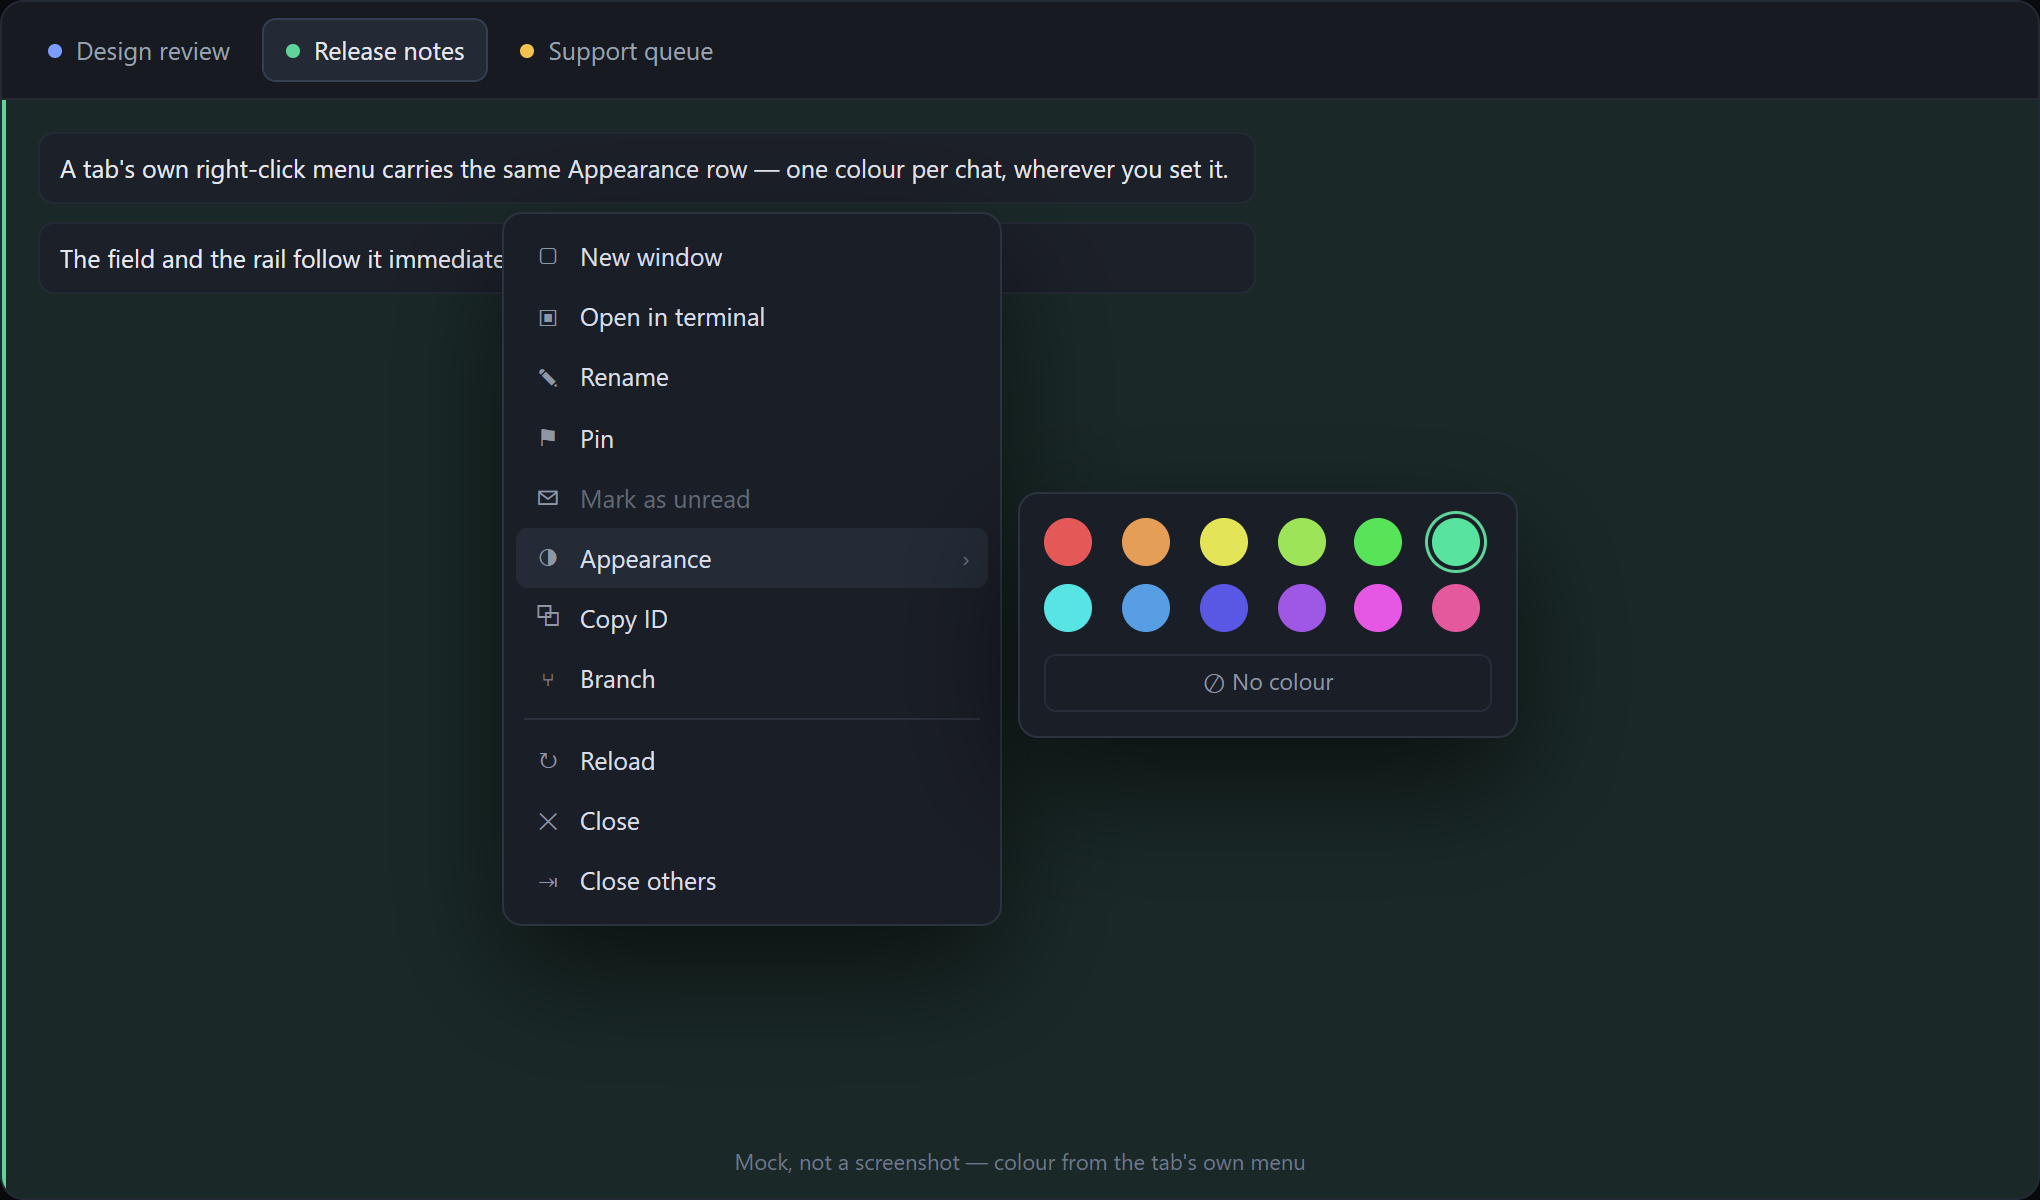 Design review
Release notes
Support queue
A tab's own right-click menu carries the same Appearance row — one colour per chat, wherever you set it.
The field and the rail follow it immediate
New window
Open in terminal
Rename
Pin
Mark as unread
Appearance
Copy ID
Branch
Reload
Close
Close others
No colour
Mock, not a screenshot — colour from the tab's own menu